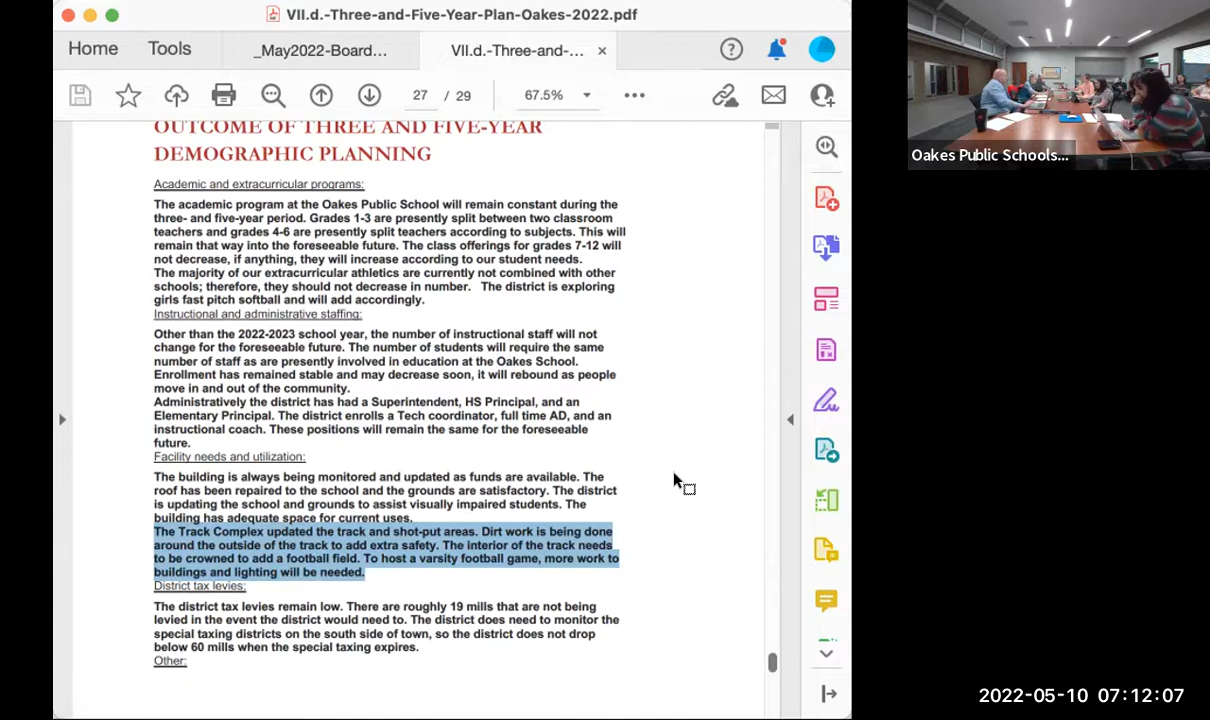 VII.d.-Three-and-Five-Year-Plan-Oakes-2022.pdf
Home Tools _May2022-Board... VII.d.-Three-and-... ×
27 / 29 67.5%
OUTCOME OF THREE AND FIVE-YEAR
DEMOGRAPHIC PLANNING
Academic and extracurricular programs:
The academic program at the Oakes Public School will remain constant during the
three- and five-year period. Grades 1-3 are presently split between two classroom
teachers and grades 4-6 are presently split teachers according to subjects. This will
remain that way into the foreseeable future. The class offerings for grades 7-12 will
not decrease, if anything, they will increase according to our student needs.
The majority of our extracurricular athletics are currently not combined with other
schools; therefore, they should not decrease in number. The district is exploring
girls fast pitch softball and will add accordingly.
Instructional and administrative staffing:
Other than the 2022-2023 school year, the number of instructional staff will not
change for the foreseeable future. The number of students will require the same
number of staff as are presently involved in education at the Oakes School.
Enrollment has remained stable and may decrease soon, it will rebound as people
move in and out of the community.
Administratively the district has had a Superintendent, HS Principal, and an
Elementary Principal. The district enrolls a Tech coordinator, full time AD, and an
instructional coach. These positions will remain the same for the foreseeable
future.
Facility needs and utilization:
The building is always being monitored and updated as funds are available. The
roof has been repaired to the school and the grounds are satisfactory. The district
is updating the school and grounds to assist visually impaired students. The
building has adequate space for current uses.
The Track Complex updated the track and shot-put areas. Dirt work is being done
around the outside of the track to add extra safety. The interior of the track needs
to be crowned to add a football field. To host a varsity football game, more work to
buildings and lighting will be needed.
District tax levies:
The district tax levies remain low. There are roughly 19 mills that are not being
levied in the event the district would need to. The district does need to monitor the
special taxing districts on the south side of town, so the district does not drop
below 60 mills when the special taxing expires.
Other:
Oakes Public Schools...
2022-05-10 07:12:07